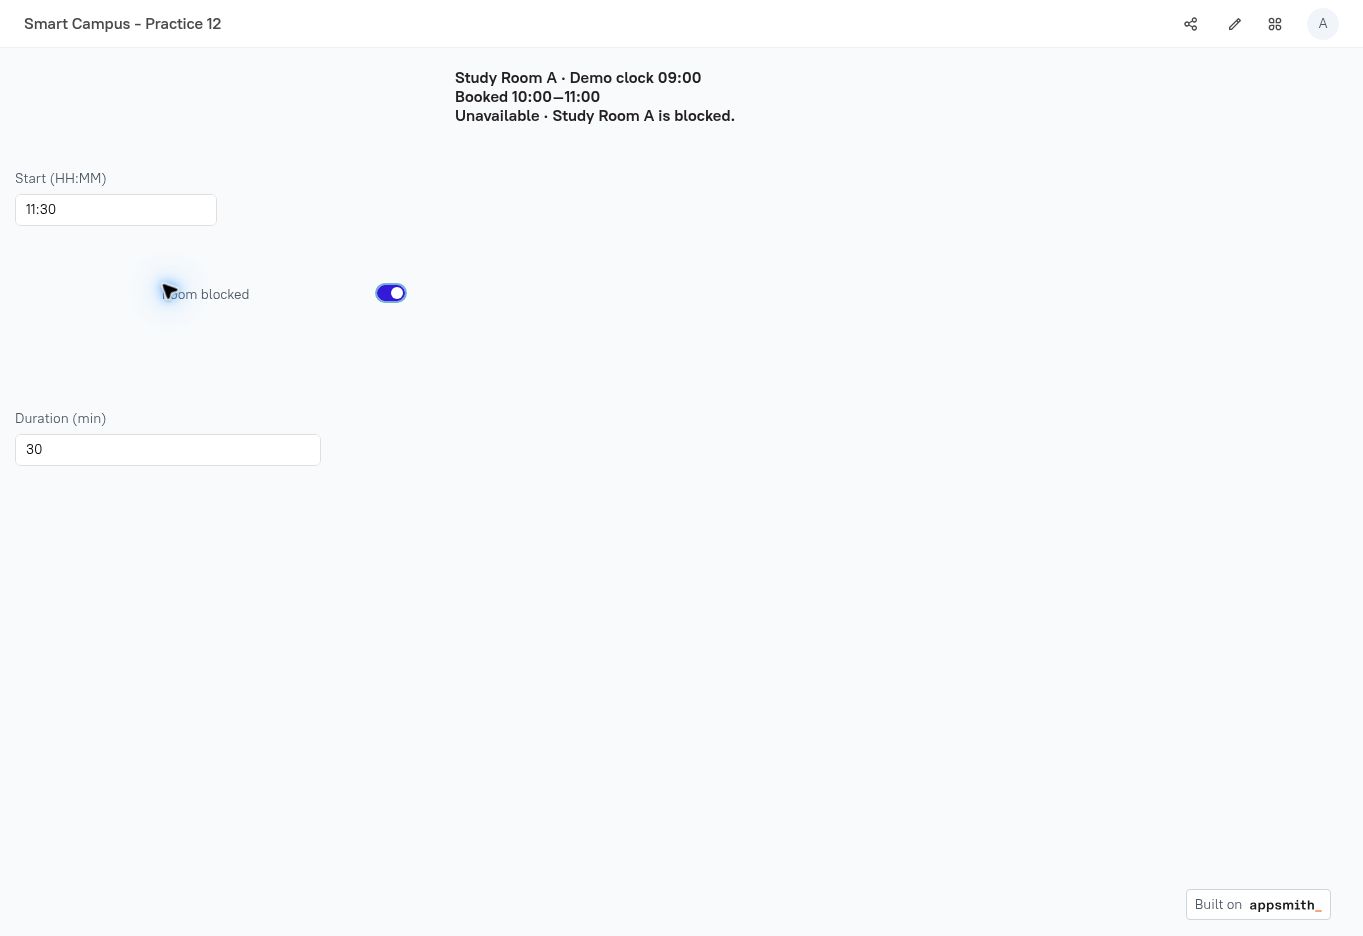 Smart Campus - Practice 12
A
Study Room A · Demo clock 09:00
Booked 10:00–11:00
Unavailable · Study Room A is blocked.
Start (HH:MM)
11:30
Room blocked
Duration (min)
30
Built on appsmith_